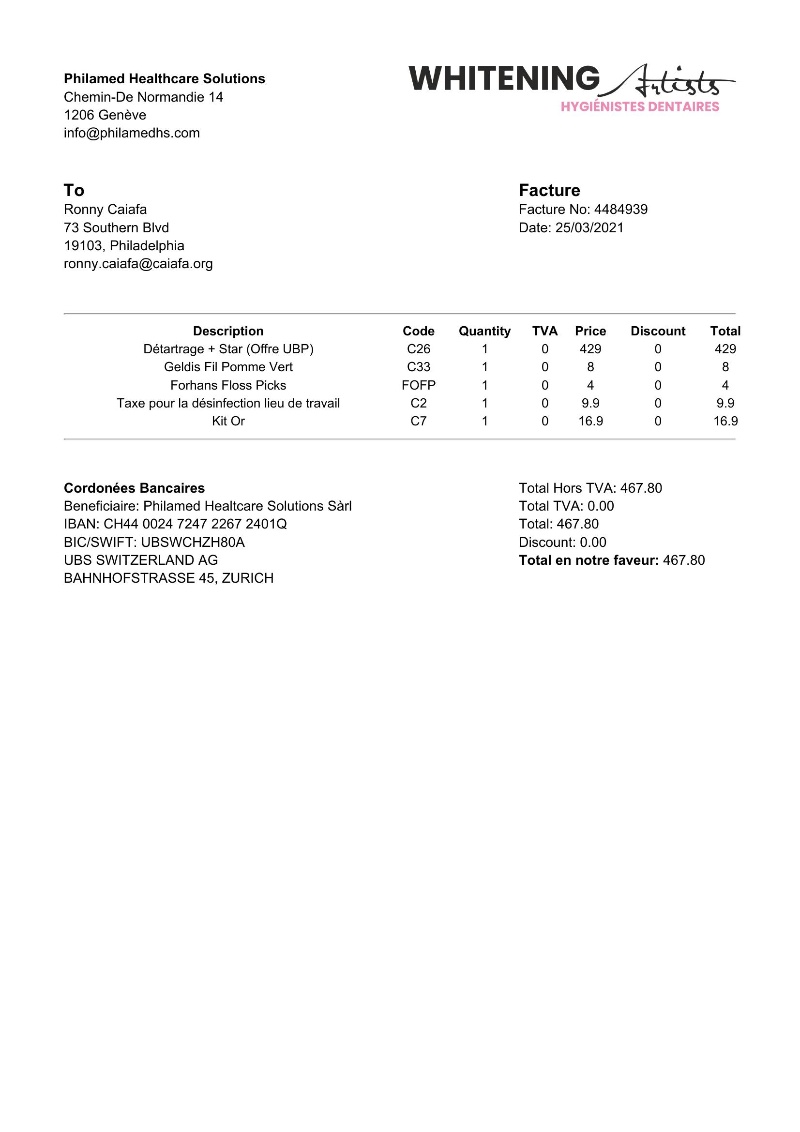 Philamed Healthcare Solutions
Chemin-De Normandie 14
1206 Genève
info@philamedhs.com
WHITENING Artists
HYGIÉNISTES DENTAIRES
To
Ronny Caiafa
73 Southern Blvd
19103, Philadelphia
ronny.caiafa@caiafa.org
Facture
Facture No: 4484939
Date: 25/03/2021
Description Code Quantity TVA Price Discount Total
Détartrage + Star (Offre UBP) C26 1 0 429 0 429
Geldis Fil Pomme Vert C33 1 0 8 0 8
Forhans Floss Picks FOFP 1 0 4 0 4
Taxe pour la désinfection lieu de travail C2 1 0 9.9 0 9.9
Kit Or C7 1 0 16.9 0 16.9
Cordonées Bancaires
Beneficiaire: Philamed Healtcare Solutions Sàrl
IBAN: CH44 0024 7247 2267 2401Q
BIC/SWIFT: UBSWCHZH80A
UBS SWITZERLAND AG
BAHNHOFSTRASSE 45, ZURICH
Total Hors TVA: 467.80
Total TVA: 0.00
Total: 467.80
Discount: 0.00
Total en notre faveur: 467.80